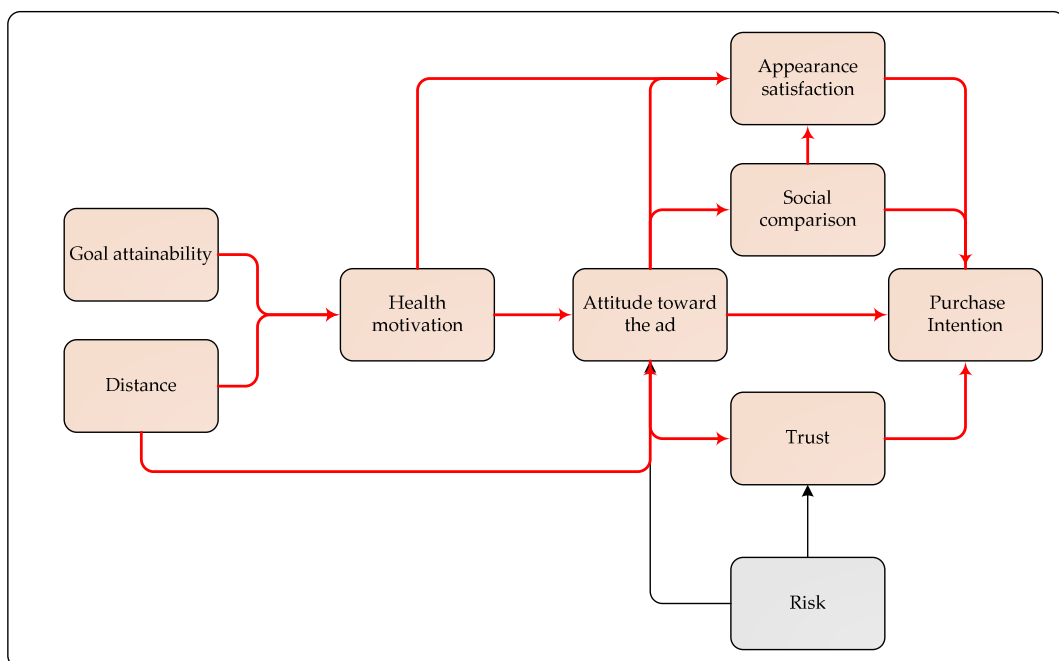 Appearance
satisfaction
Social
comparison
Goal attainability
Health
motivation
Attitude toward
the ad
Purchase
Intention
Distance
Trust
Risk